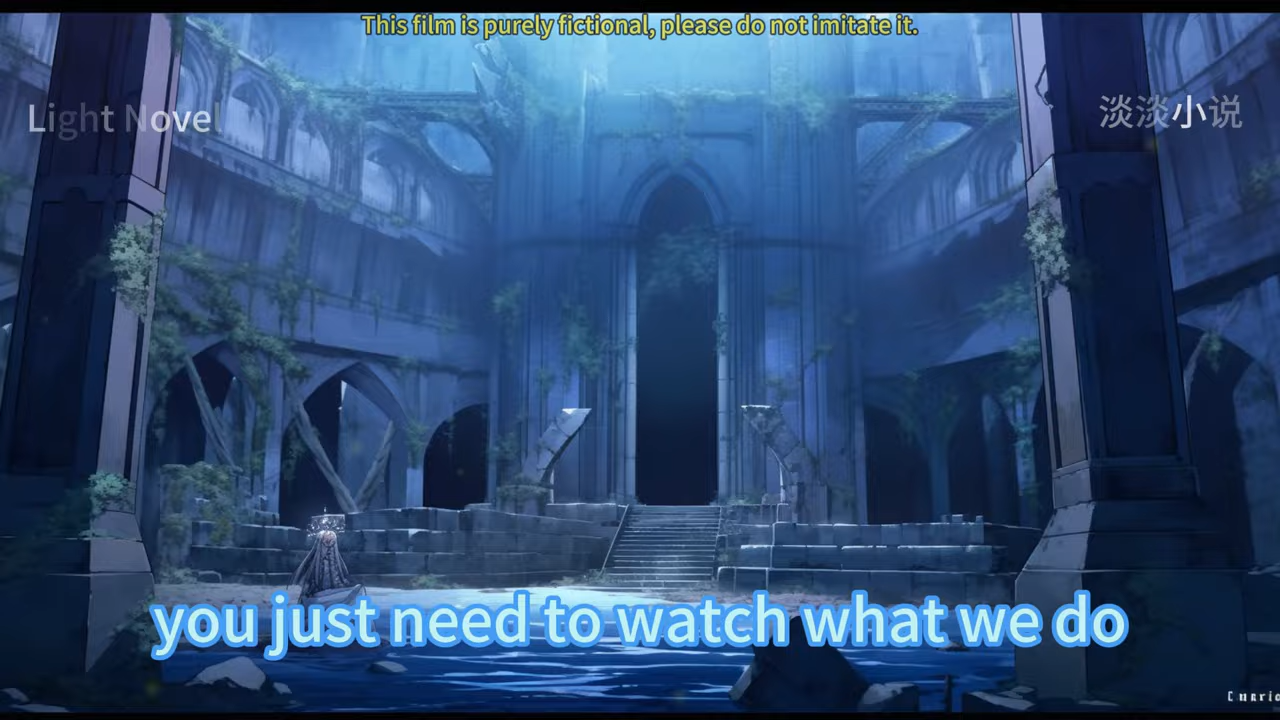 This film is purely fictional, please do not imitate it.
Light Novel
淡淡小说
you just need to watch what we do